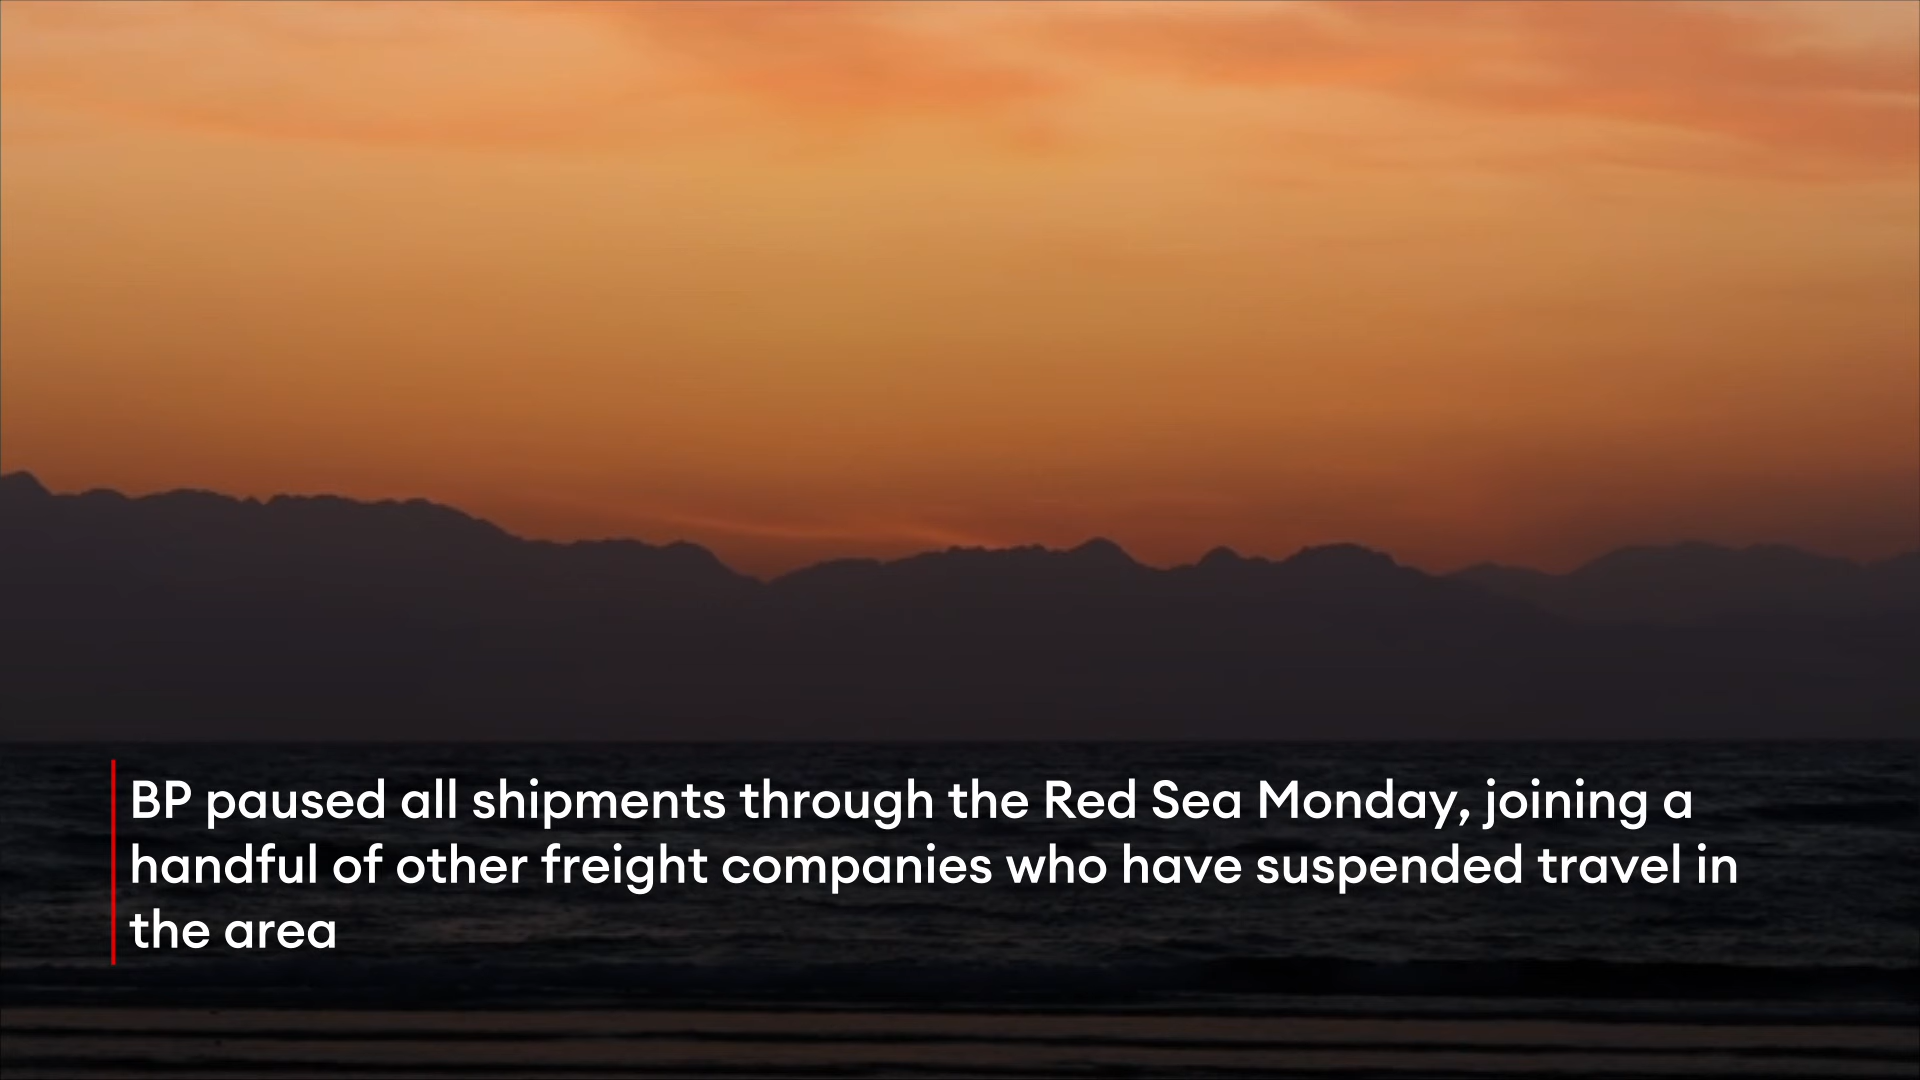 BP paused all shipments through the Red Sea Monday, joining a
handful of other freight companies who have suspended travel in
the area